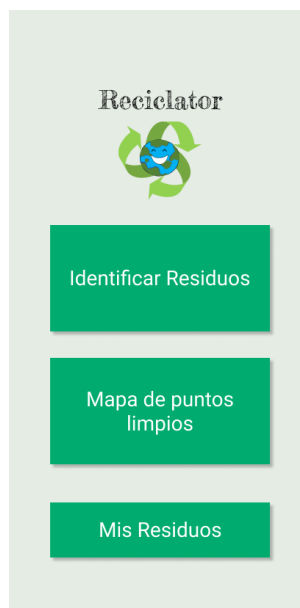 Reciclator
Identificar Residuos
Mapa de puntos
limpios
Mis Residuos